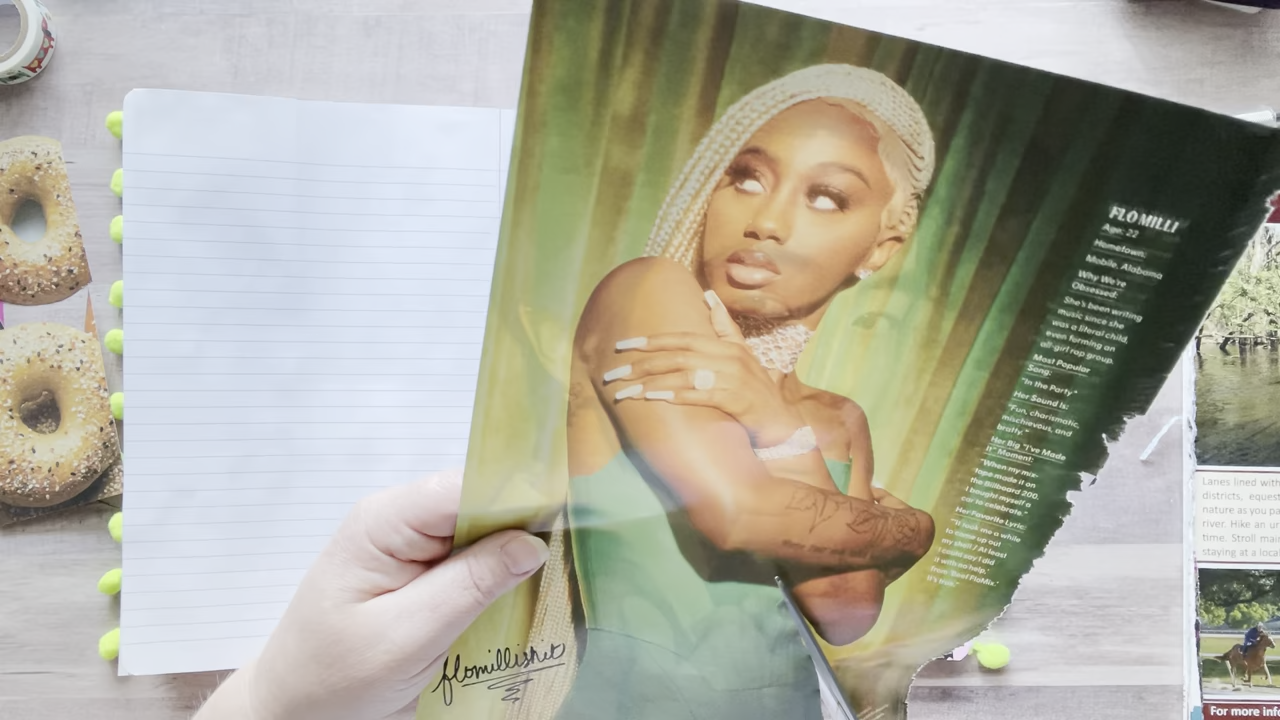 FLO MILLI
Age: 22
Hometown:
Mobile, Alabama
Why We're
Obsessed:
She's been writing
music since she
was a literal child,
even forming an
all-girl rap group.
Most Popular
Song:
"In the Party"
Her Sound Is:
"Fun, charismatic,
mischievous, and
bratty."
Her Big "I've Made
It" Moment:
"When my mix-
tape made it on
the Billboard 200,
I bought myself a
car to celebrate."
Her Favorite Lyric:
"'It took me a while
to come up out
my shell / At least
I could say I did
it with no help,'
from 'Beef FloMix.'
flomillishit
Lanes lined with
districts, eques
nature as you pa
river. Hike an u
time. Stroll mai
staying at a loca
For more info